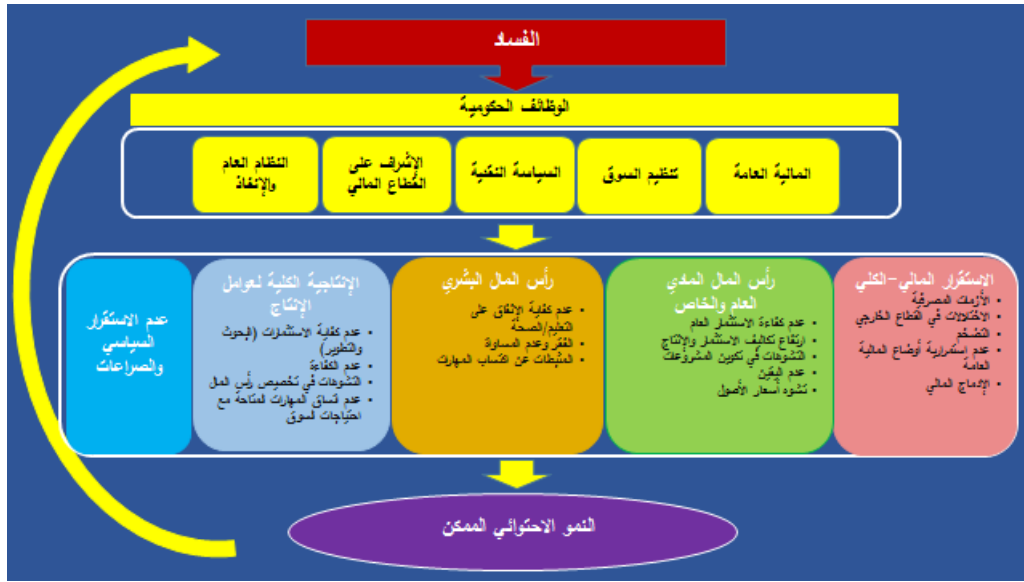 الفساد
الوظائف الحكومية
المالية العامة
تنظيم السوق
السياسة النقدية
الإشراف على
القطاع المالي
النظام العام
والإنفاذ
الاستقرار المالي-الكلي
• الأزمات المصرفية
• الاختلالات في القطاع الخارجي
• التضخم
• عدم إستمرارية أوضاع المالية
العامة
• الإدماج المالي
رأس المال المادي
العام والخاص
• عدم كفاءة الاستثمار العام
• ارتفاع تكاليف الاستثمار والإنتاج
• التشوهات في تكوين المشروعات
• عدم اليقين
• تشوه أسعار الأصول
رأس المال البشري
• عدم كفاية الإنفاق على
التعليم/الصحة
• الفقر وعدم المساواة
• المثبطات عن اكتساب المهارات
الإنتاجية الكلية لعوامل
الإنتاج
• عدم كفاية الاستثمارات (البحوث
والتطوير)
• عدم الكفاءة
• التشوهات في تخصيص رأس المال
• عدم اتساق المهارات المتاحة مع
احتياجات السوق
عدم الاستقرار
السياسي
والصراعات
النمو الاحتوائي الممكن